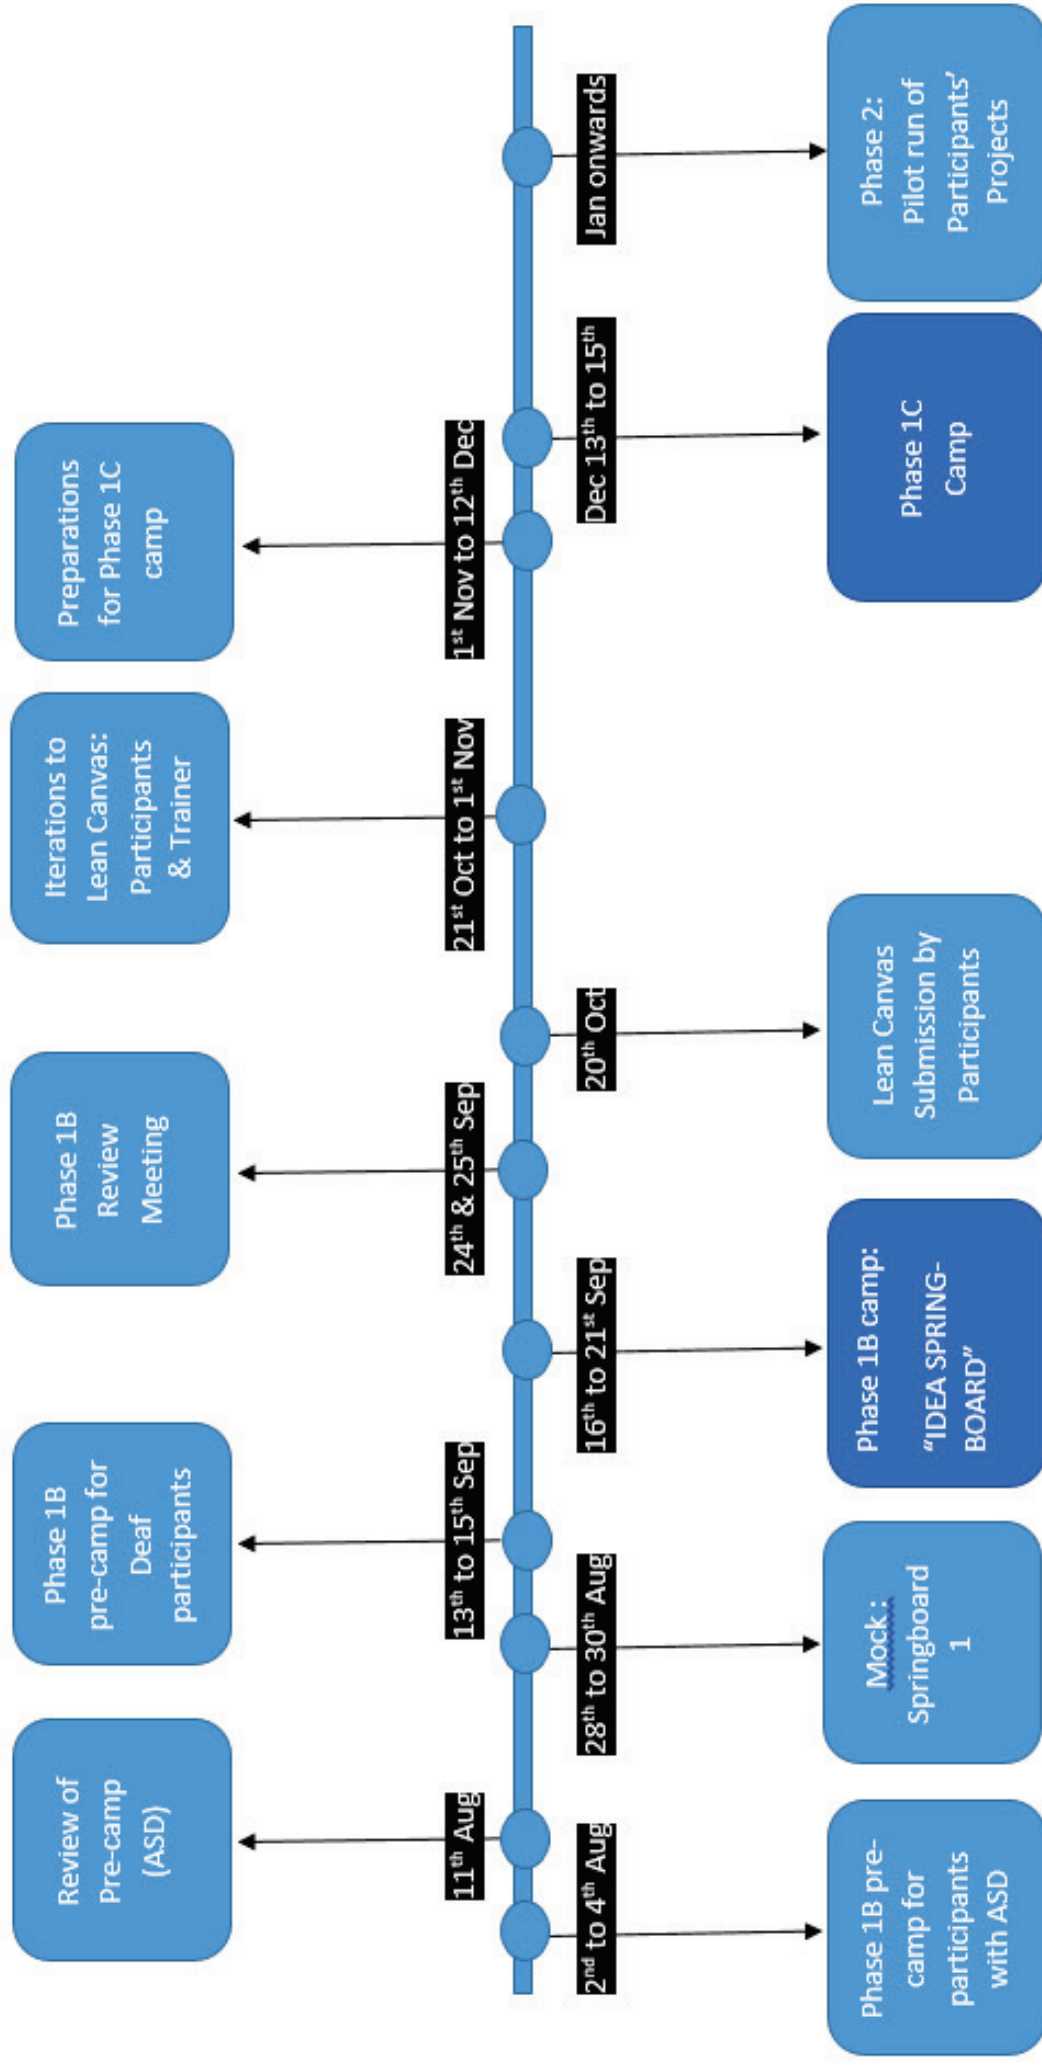 Review of
Pre-camp
(ASD)
Phase 1B
pre-camp for
Deaf
participants
Phase 1B
Review
Meeting
Iterations to
Lean Canvas:
Participants
& Trainer
Preparations
for Phase 1C
camp
11th Aug
13th to 15th Sep
24th & 25th Sep
21st Oct to 1st Nov
1st Nov to 12th Dec
2nd to 4th Aug
28th to 30th Aug
16th to 21st Sep
20th Oct
Dec 13th to 15th
Jan onwards
Phase 1B pre-
camp for
participants
with ASD
Mock :
Springboard
1
Phase 1B camp:
“IDEA SPRING-
BOARD”
Lean Canvas
Submission by
Participants
Phase 1C
Camp
Phase 2:
Pilot run of
Participants’
Projects